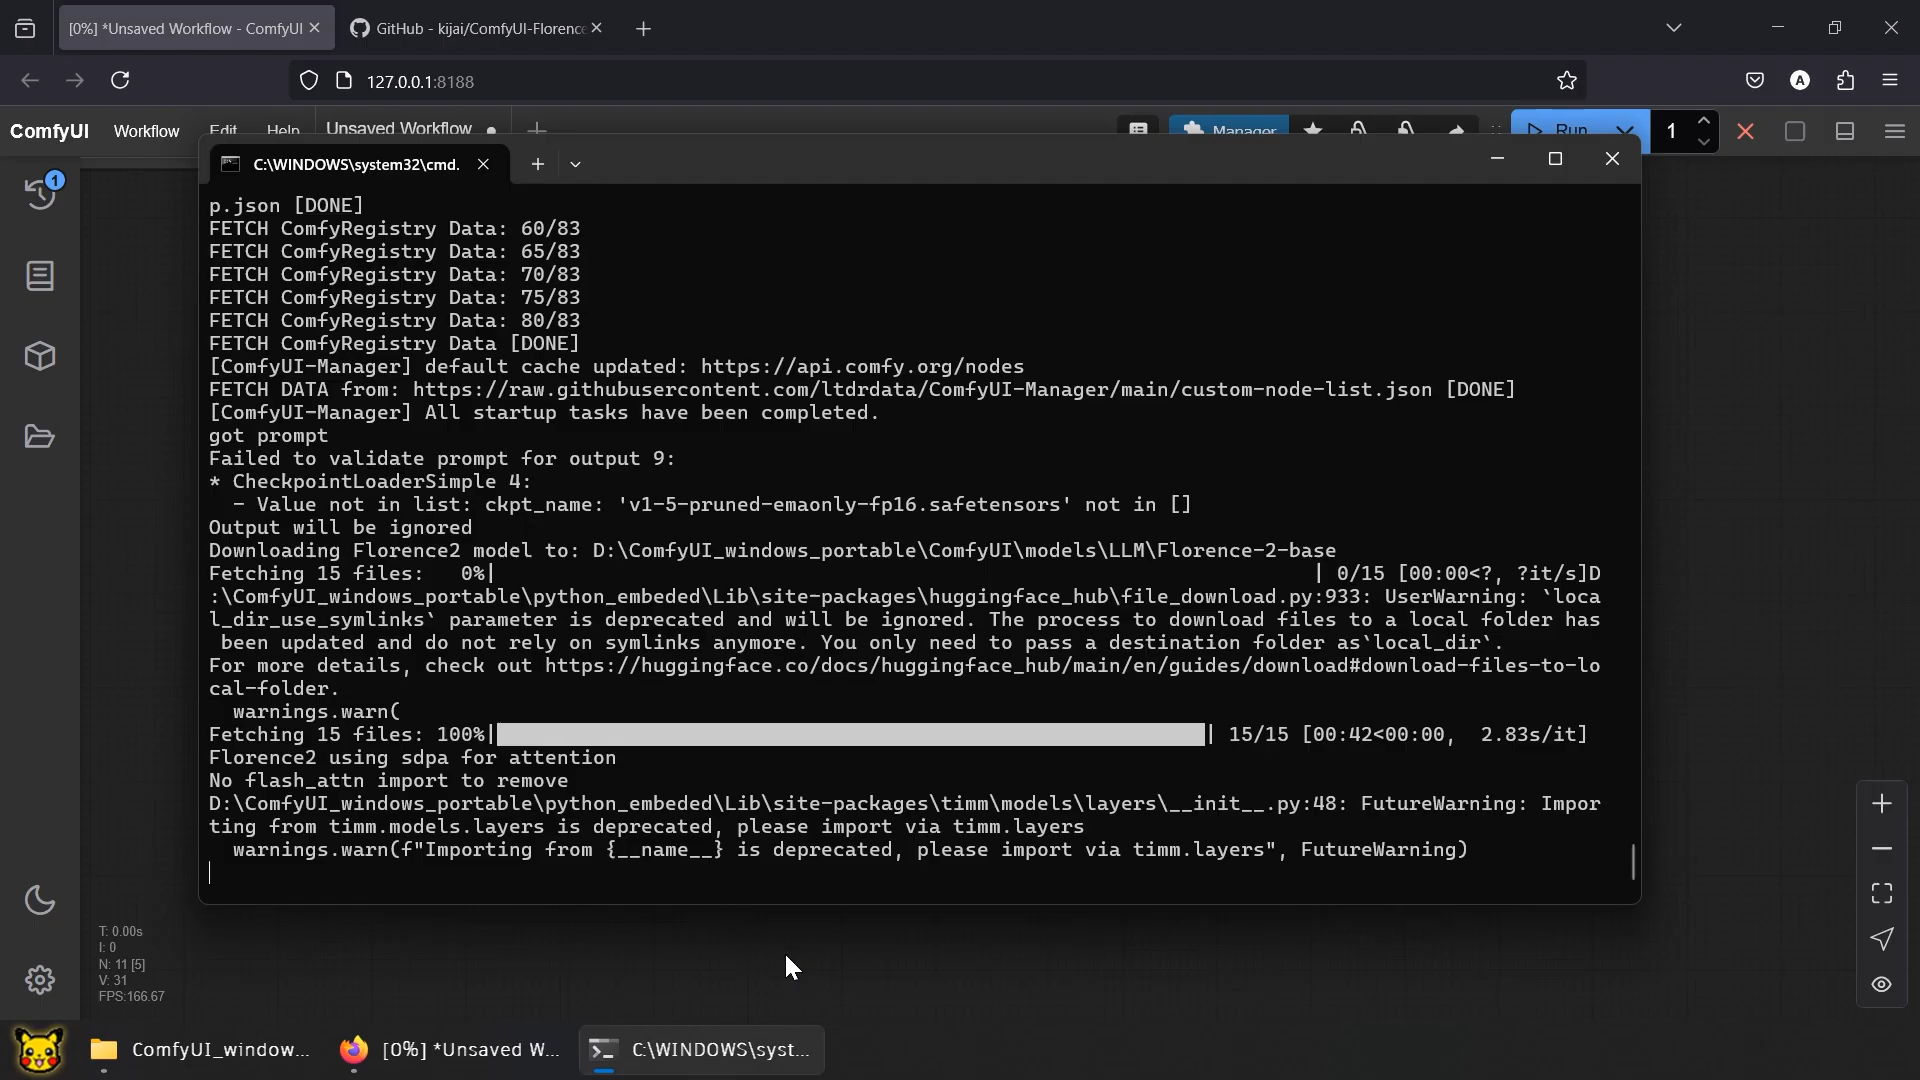 [0%] *Unsaved Workflow - ComfyUI
GitHub - kijai/ComfyUI-Florenc
127.0.0.1:8188
ComfyUI
Workflow
Edit
Help
Unsaved Workflow
Manager
Run
1
1
C:\WINDOWS\system32\cmd.
p.json [DONE]
FETCH ComfyRegistry Data: 60/83
FETCH ComfyRegistry Data: 65/83
FETCH ComfyRegistry Data: 70/83
FETCH ComfyRegistry Data: 75/83
FETCH ComfyRegistry Data: 80/83
FETCH ComfyRegistry Data [DONE]
[ComfyUI-Manager] default cache updated: https://api.comfy.org/nodes
FETCH DATA from: https://raw.githubusercontent.com/ltdrdata/ComfyUI-Manager/main/custom-node-list.json [DONE]
[ComfyUI-Manager] All startup tasks have been completed.
got prompt
Failed to validate prompt for output 9:
* CheckpointLoaderSimple 4:
- Value not in list: ckpt_name: 'v1-5-pruned-emaonly-fp16.safetensors' not in []
Output will be ignored
Downloading Florence2 model to: D:\ComfyUI_windows_portable\ComfyUI\models\LLM\Florence-2-base
Fetching 15 files:   0%|                                                                     | 0/15 [00:00<?, ?it/s]D
:\ComfyUI_windows_portable\python_embeded\Lib\site-packages\huggingface_hub\file_download.py:933: UserWarning: `loca
l_dir_use_symlinks` parameter is deprecated and will be ignored. The process to download files to a local folder has
been updated and do not rely on symlinks anymore. You only need to pass a destination folder as`local_dir`.
For more details, check out https://huggingface.co/docs/huggingface_hub/main/en/guides/download#download-files-to-lo
cal-folder.
warnings.warn(
Fetching 15 files: 100%|                                                           | 15/15 [00:42<00:00,  2.83s/it]
Florence2 using sdpa for attention
No flash_attn import to remove
D:\ComfyUI_windows_portable\python_embeded\Lib\site-packages\timm\models\layers\__init__.py:48: FutureWarning: Impor
ting from timm.models.layers is deprecated, please import via timm.layers
warnings.warn(f"Importing from {__name__} is deprecated, please import via timm.layers", FutureWarning)
T: 0.00s
I: 0
N: 11 [5]
V: 31
FPS:166.67
ComfyUI_window...
[0%] *Unsaved W...
C:\WINDOWS\syst...
A